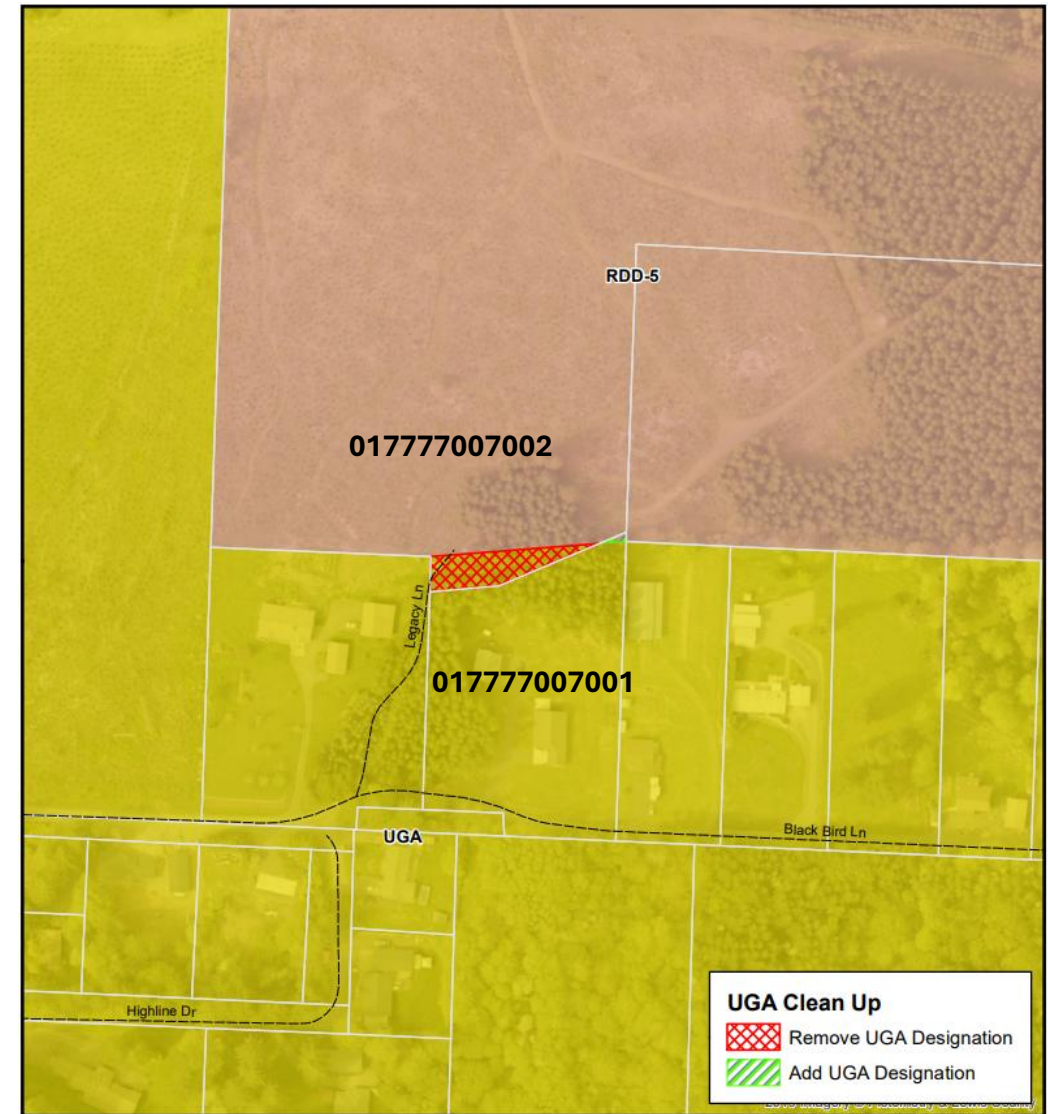 RDD-5
017777007002
Legacy Ln
017777007001
UGA
Black Bird Ln
Highline Dr
UGA Clean Up
Remove UGA Designation
Add UGA Designation